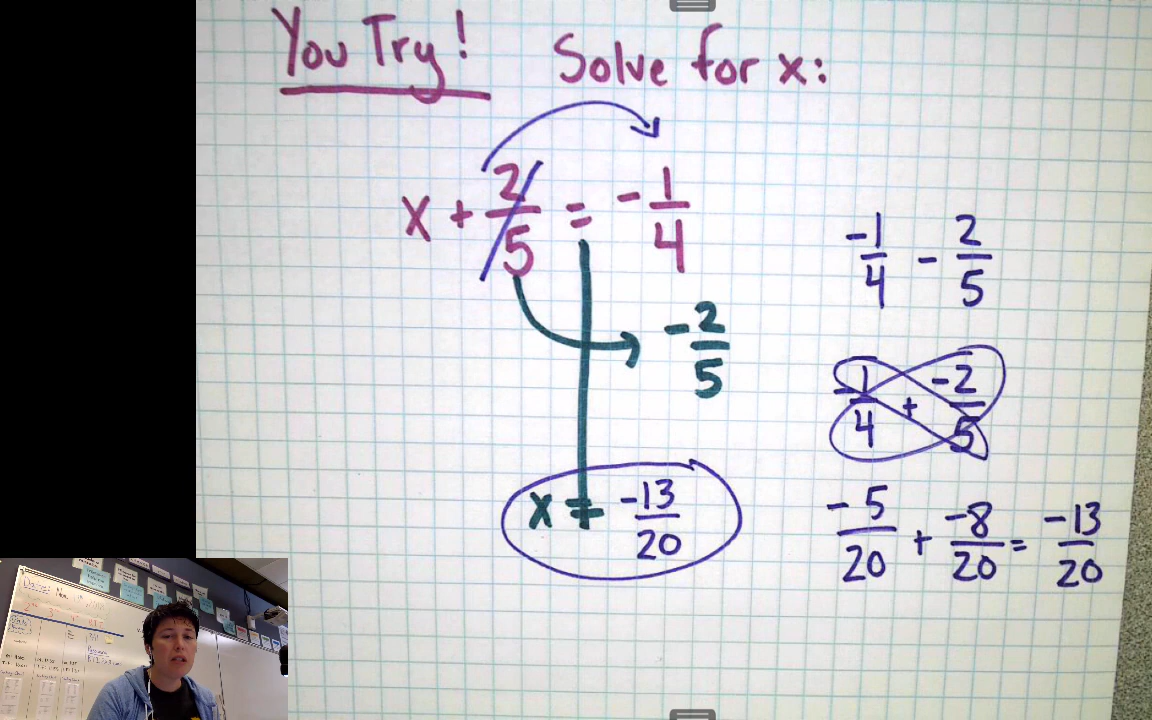 You Try! Solve for x:
x + 2/5 = -1/4
-2/5
x = -13/20
-1/4 - 2/5
-1/4 + -2/5
-5/20 + -8/20 = -13/20